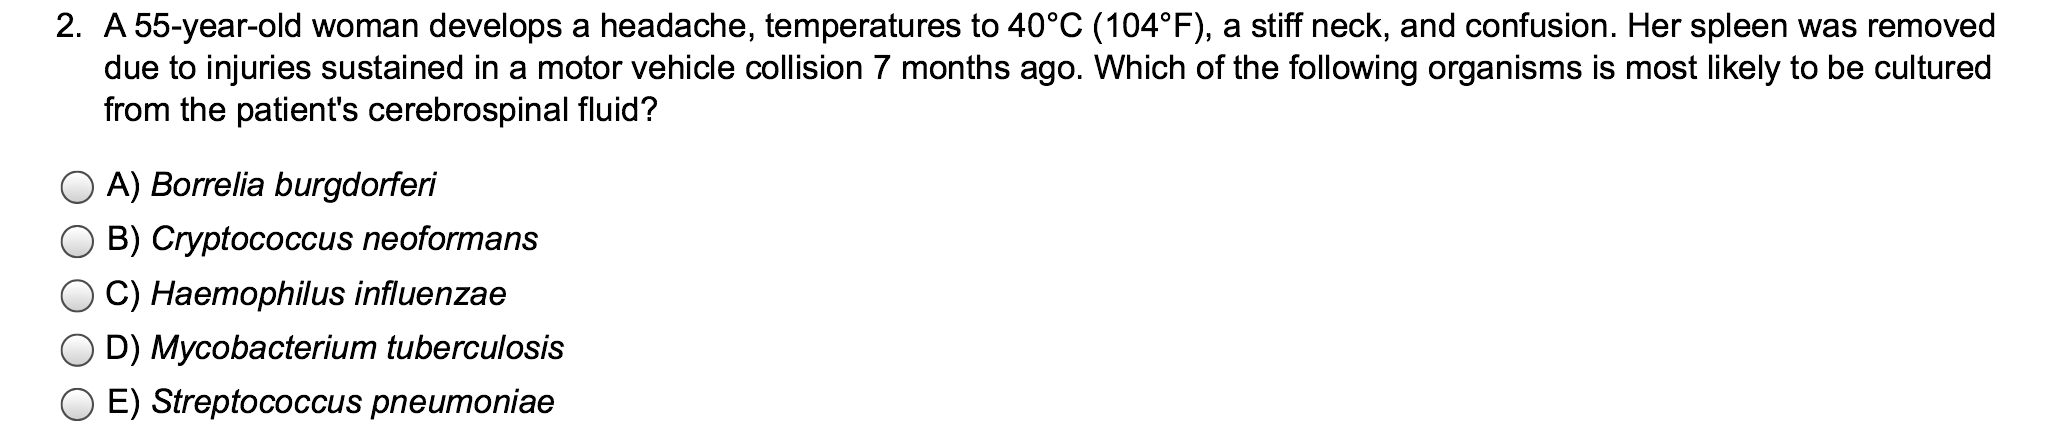 2. A 55-year-old woman develops a headache, temperatures to 40°C (104°F), a stiff neck, and confusion. Her spleen was removed
due to injuries sustained in a motor vehicle collision 7 months ago. Which of the following organisms is most likely to be cultured
from the patient's cerebrospinal fluid?
A) Borrelia burgdorferi
B) Cryptococcus neoformans
C) Haemophilus influenzae
D) Mycobacterium tuberculosis
E) Streptococcus pneumoniae